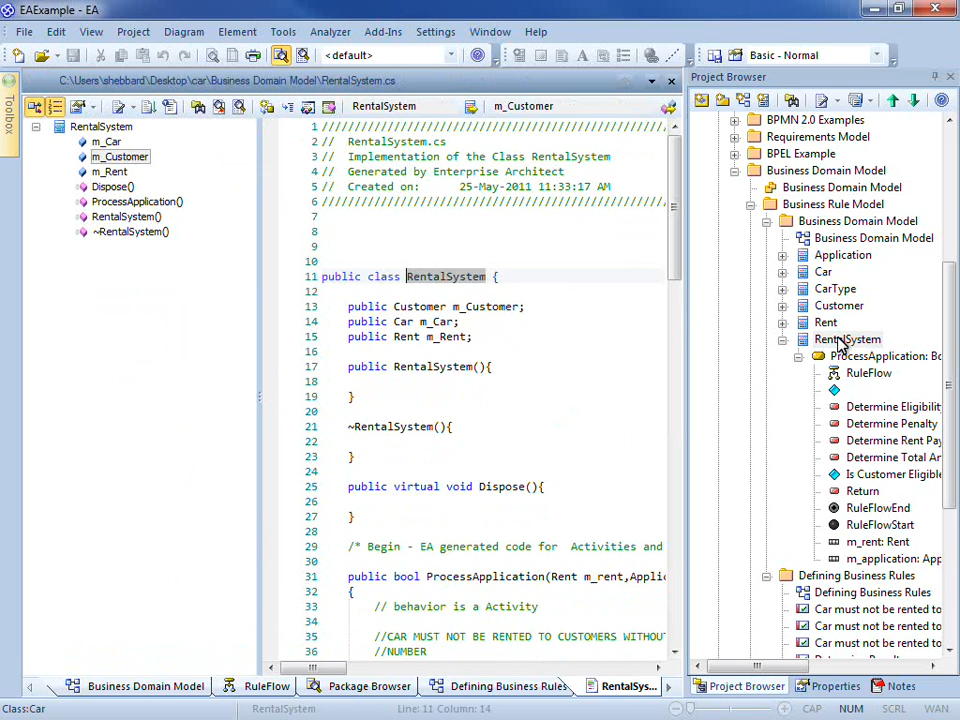 EAExample - EA
File Edit View Project Diagram Element Tools Analyzer Add-Ins Settings Window Help
<default>
Basic - Normal
Toolbox
C:\Users\shebbard\Desktop\car\Business Domain Model\RentalSystem.cs
RentalSystem
m_Customer
RentalSystem
m_Car
m_Customer
m_Rent
Dispose()
ProcessApplication()
RentalSystem()
~RentalSystem()
1 ///////////////////////////////////////////////////////////
2 //  RentalSystem.cs
3 //  Implementation of the Class RentalSystem
4 //  Generated by Enterprise Architect
5 //  Created on:      25-May-2011 11:33:17 AM
6 ///////////////////////////////////////////////////////////
7
8
9
10
11 public class RentalSystem {
12
13 public Customer m_Customer;
14 public Car m_Car;
15 public Rent m_Rent;
16
17 public RentalSystem(){
18
19 }
20
21 ~RentalSystem(){
22
23 }
24
25 public virtual void Dispose(){
26
27 }
28
29 /* Begin - EA generated code for  Activities and
30
31 public bool ProcessApplication(Rent m_rent,Applic
32 {
33 // behavior is a Activity
34
35 //CAR MUST NOT BE RENTED TO CUSTOMERS WITHOUT
36 //NUMBER
Business Domain Model
RuleFlow
Package Browser
Defining Business Rules
RentalSys...
Project Browser
BPMN 2.0 Examples
Requirements Model
BPEL Example
Business Domain Model
Business Domain Model
Business Rule Model
Business Domain Model
Business Domain Model
Application
Car
CarType
Customer
Rent
RentalSystem
ProcessApplication: Bo
RuleFlow
Determine Eligibilit
Determine Penalty
Determine Rent Pay
Determine Total Am
Is Customer Eligible
Return
RuleFlowEnd
RuleFlowStart
m_rent: Rent
m_application: App
Defining Business Rules
Defining Business Rules
Car must not be rented to
Car must not be rented to
Car must not be rented to
Project Browser
Properties
Notes
Class:Car
RentalSystem
Line:11 Column: 14
CAP NUM SCRL WAN